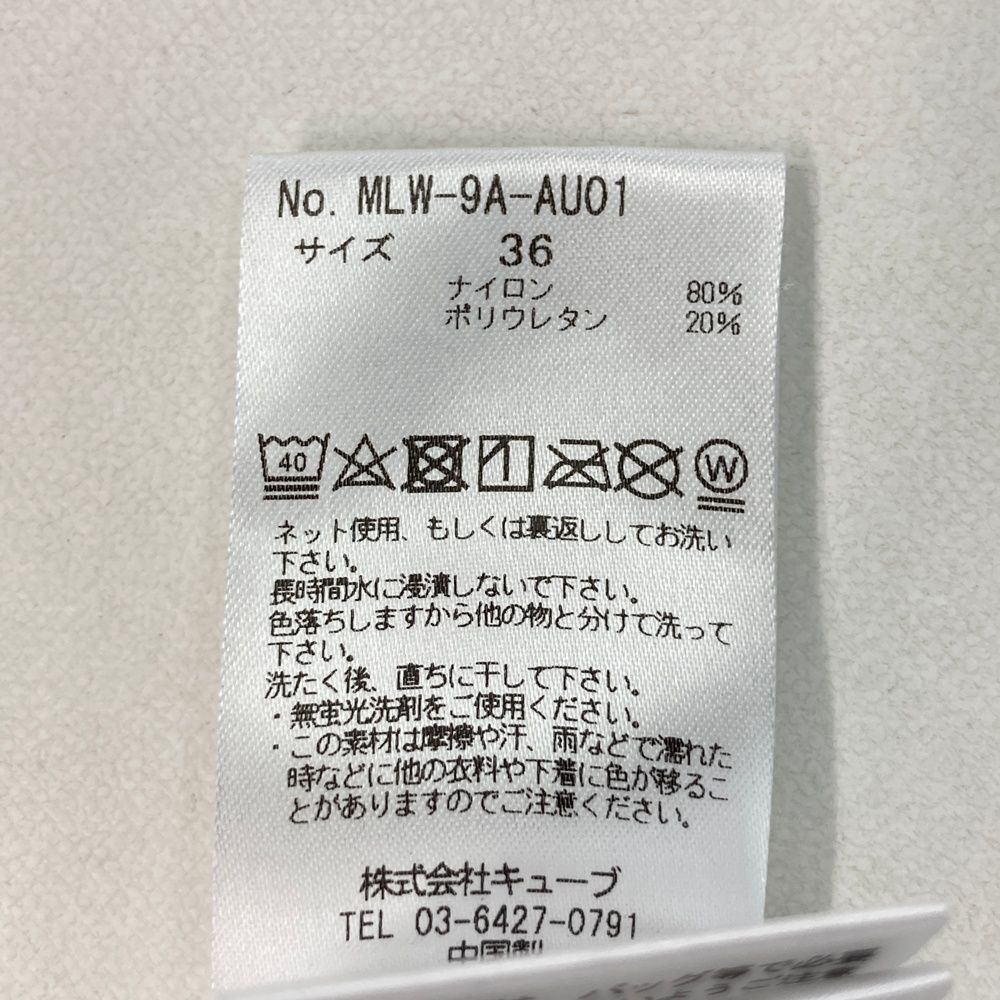 No. MLW-9A-AU01
サイズ 36
ナイロン 80%
ポリウレタン 20%
40 W
ネット使用、もしくは裏返ししてお洗い
下さい。
長時間水に浸漬しないで下さい。
色落ちしますから他の物と分けて洗って
下さい。
洗たく後、直ちに干して下さい。
・無蛍光洗剤をご使用ください。
・この素材は摩擦や汗、雨などで濡れた
時などに他の衣料や下着に色が移るこ
とがありますのでご注意ください。
株式会社キューブ
TEL 03-6427-0791
中国製